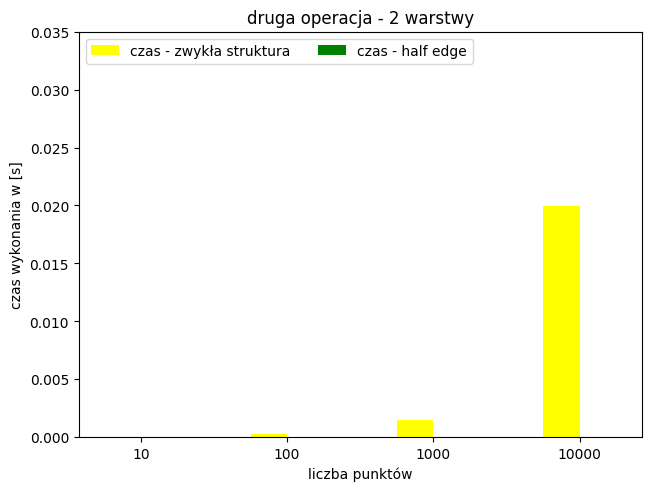 druga operacja - 2 warstwy
czas - zwykła struktura
czas - half edge
0.035
0.030
0.025
0.020
0.015
0.010
0.005
0.000
czas wykonania w [s]
10
100
1000
10000
liczba punktów